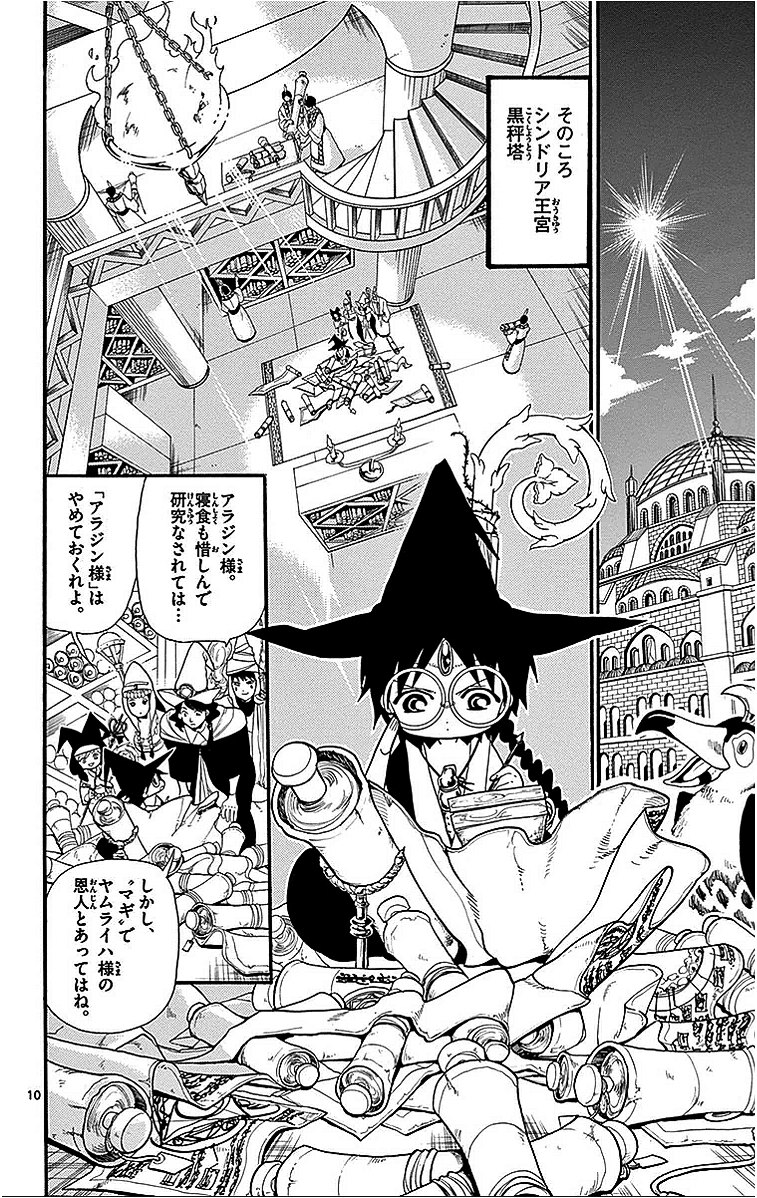 そのころ
シンドリア王宮
黒秤塔
アラジン様。
寝食も惜しんで
研究なされては…
「アラジン様」は
やめておくれよ。
しかし、
〝マギ〟で
ヤムライハ様の
恩人とあってはね。
10